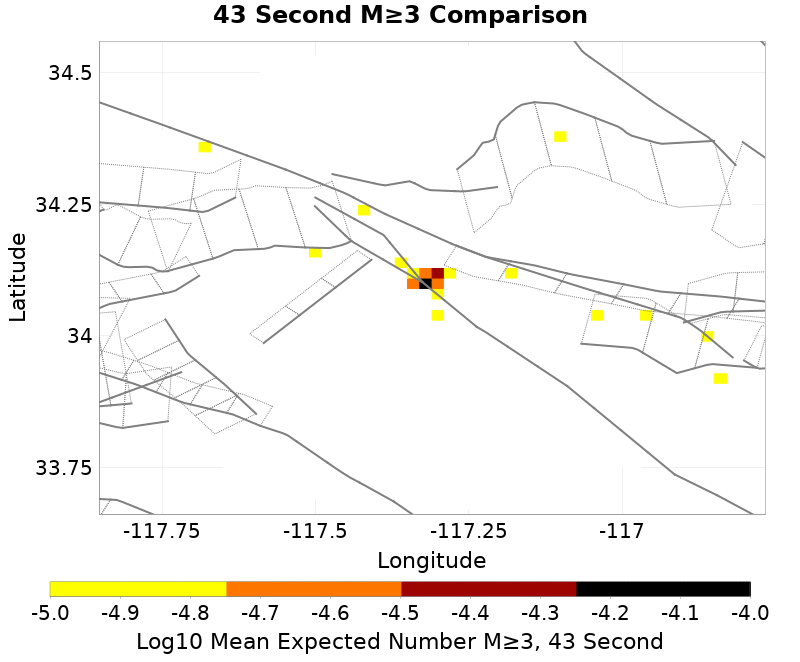 43 Second M≥3 Comparison
34.5
34.25
34
33.75
Latitude
-117.75 -117.5 -117.25 -117
Longitude
-5.0 -4.9 -4.8 -4.7 -4.6 -4.5 -4.4 -4.3 -4.2 -4.1 -4.0
Log10 Mean Expected Number M≥3, 43 Second